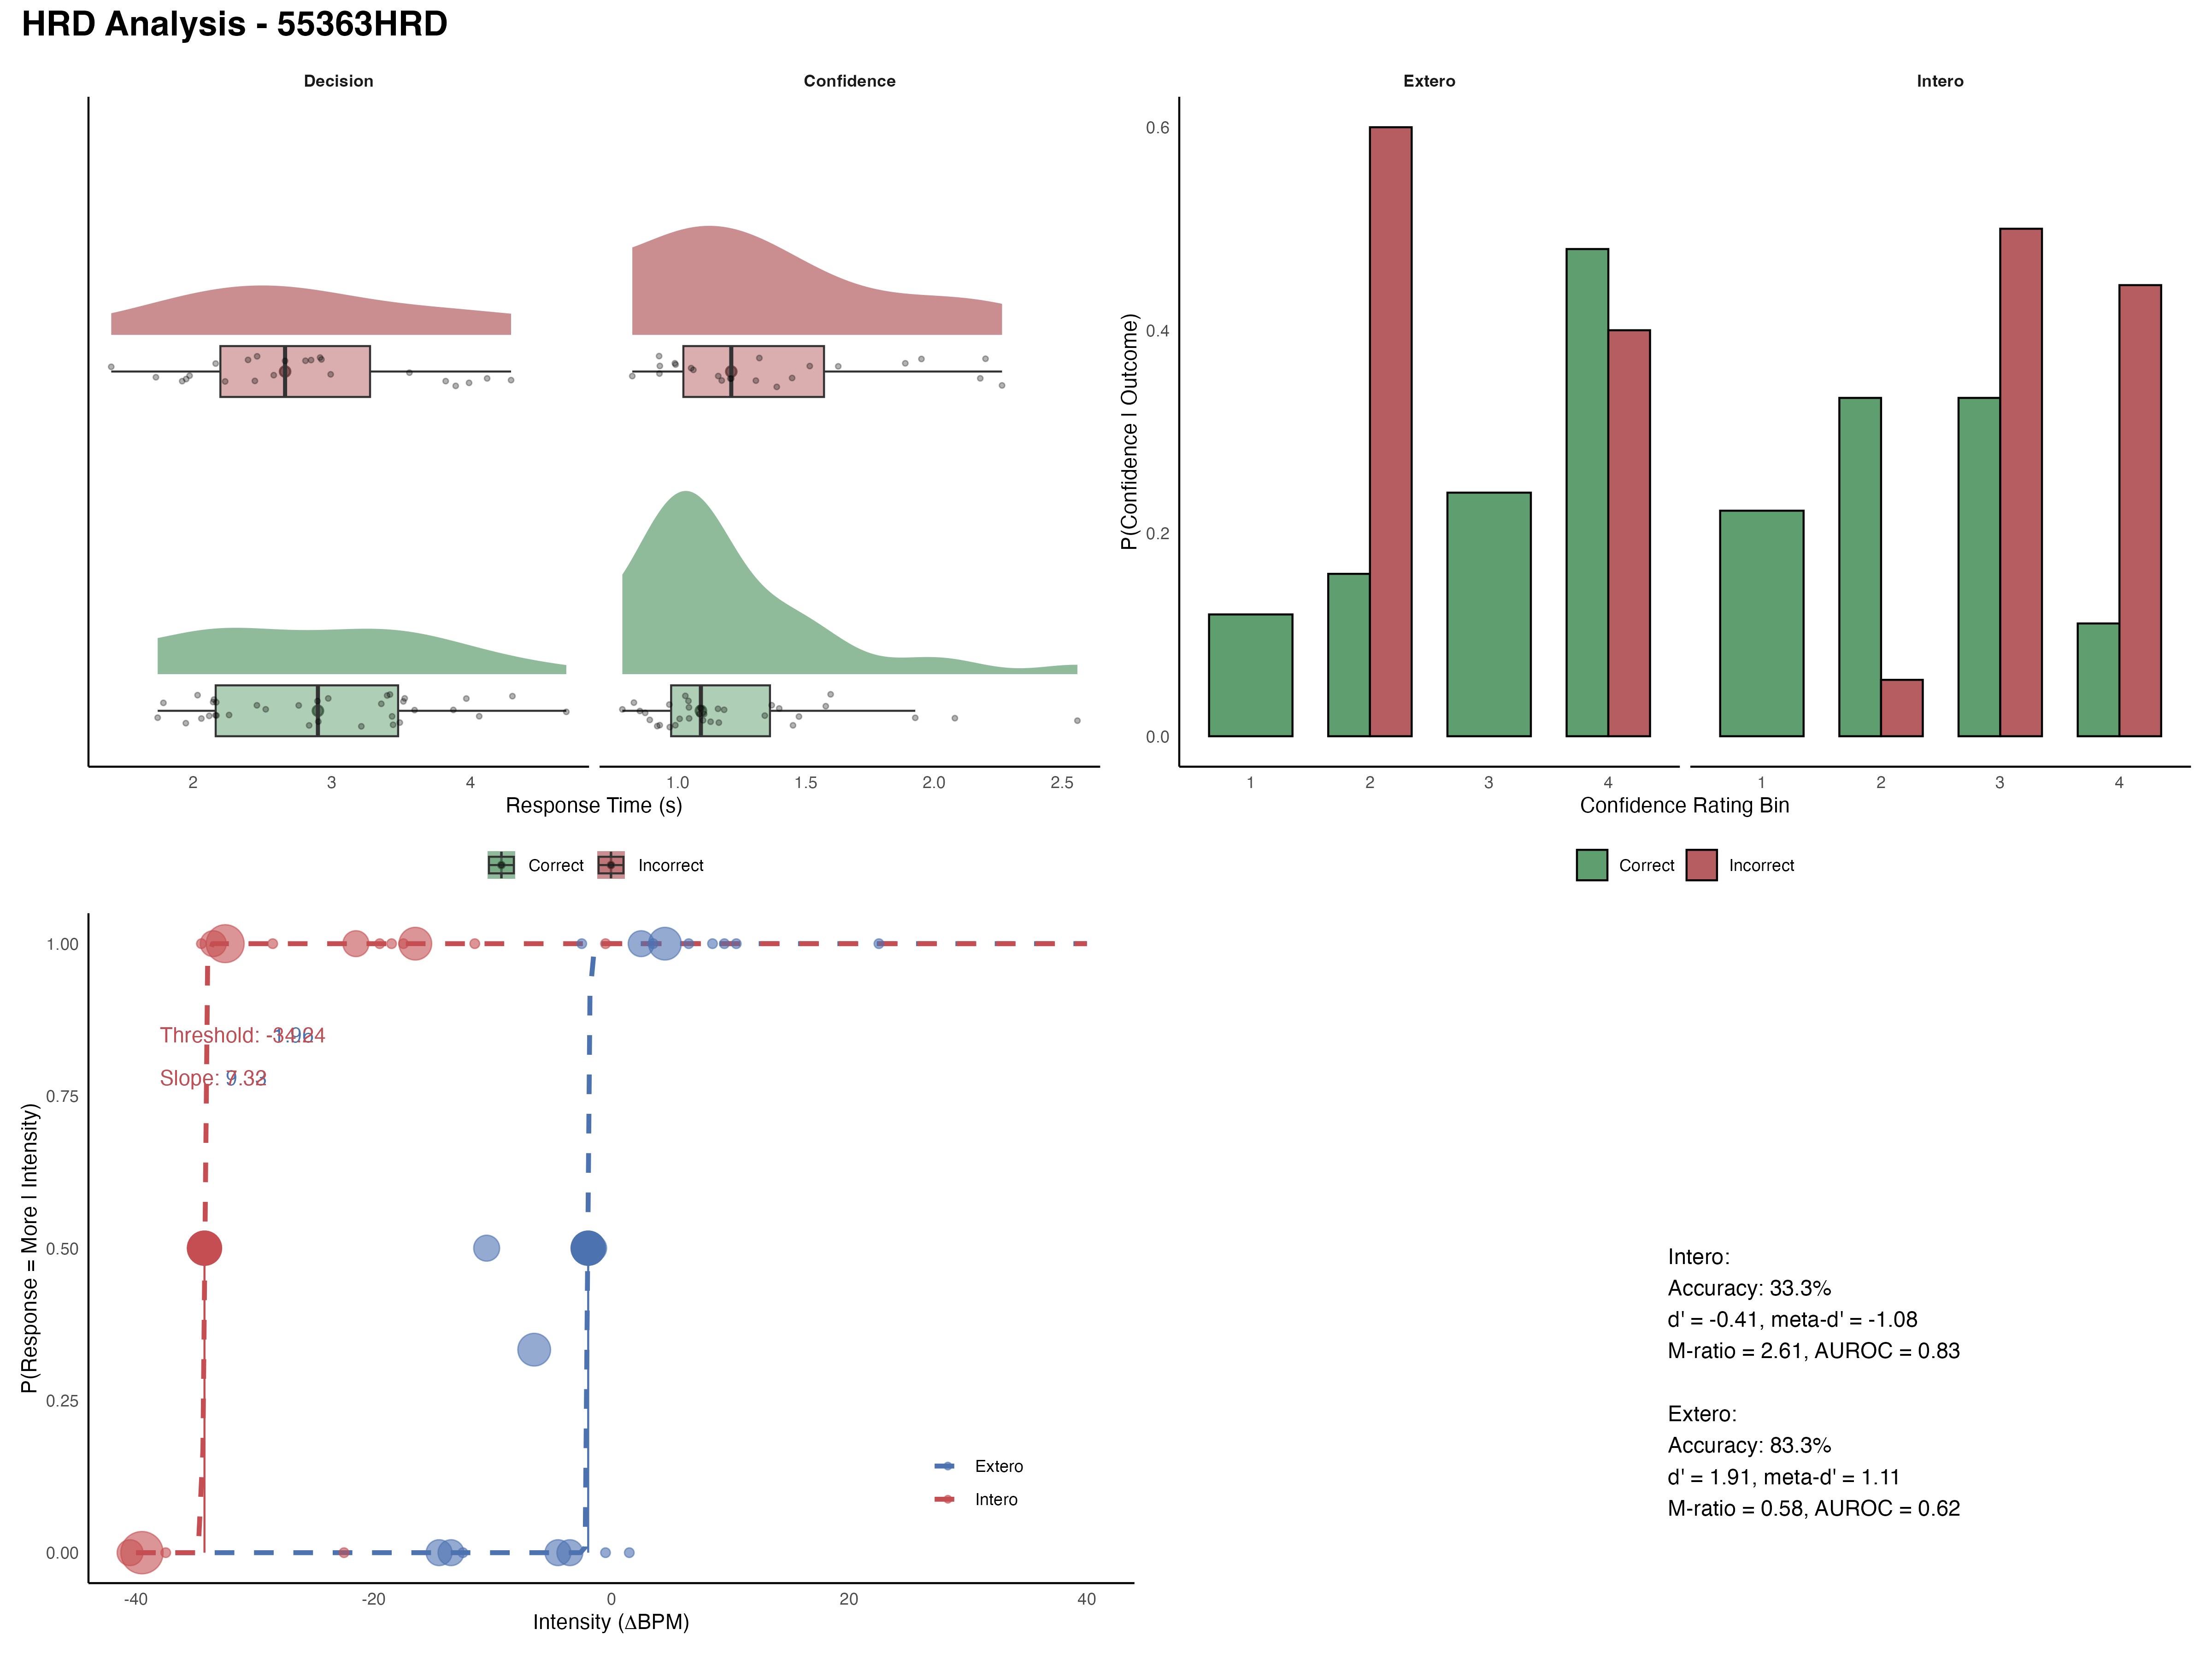 HRD Analysis - 55363HRD
Decision
Confidence
2
3
4
1.0
1.5
2.0
2.5
Response Time (s)
Correct
Incorrect
Extero
Intero
P(Confidence | Outcome)
0.6
0.4
0.2
0.0
1
2
3
4
1
2
3
4
Confidence Rating Bin
Correct
Incorrect
P(Response = More | Intensity)
1.00
0.75
0.50
0.25
0.00
Threshold:
Slope:
Extero
Intero
-40
-20
0
20
40
Intensity (ΔBPM)
Intero:
Accuracy: 33.3%
d' = -0.41, meta-d' = -1.08
M-ratio = 2.61, AUROC = 0.83
Extero:
Accuracy: 83.3%
d' = 1.91, meta-d' = 1.11
M-ratio = 0.58, AUROC = 0.62